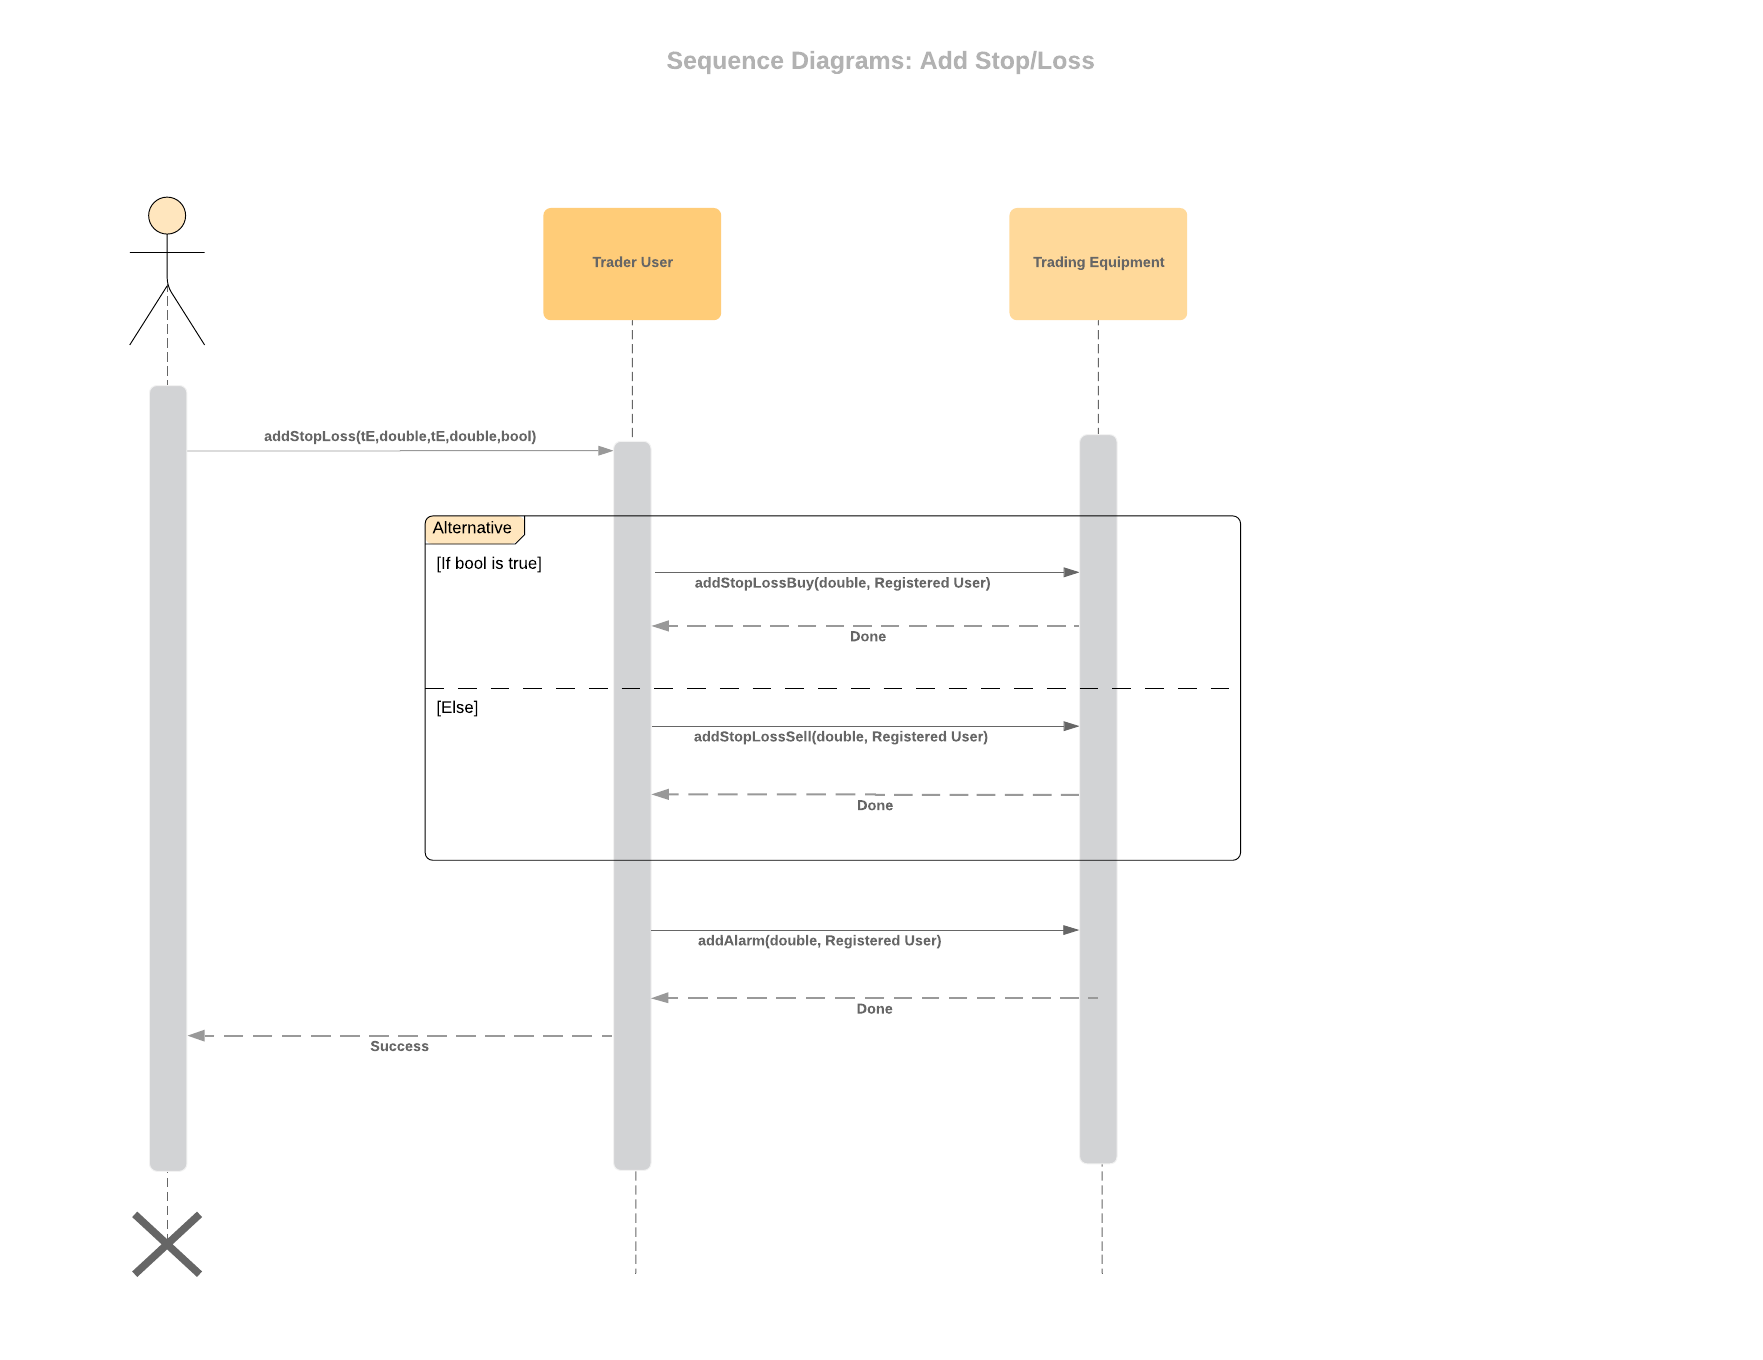 Sequence Diagrams: Add Stop/Loss
Trader User
Trading Equipment
addStopLoss(tE,double,tE,double,bool)
Alternative
[If bool is true]
addStopLossBuy(double, Registered User)
Done
[Else]
addStopLossSell(double, Registered User)
Done
addAlarm(double, Registered User)
Done
Success